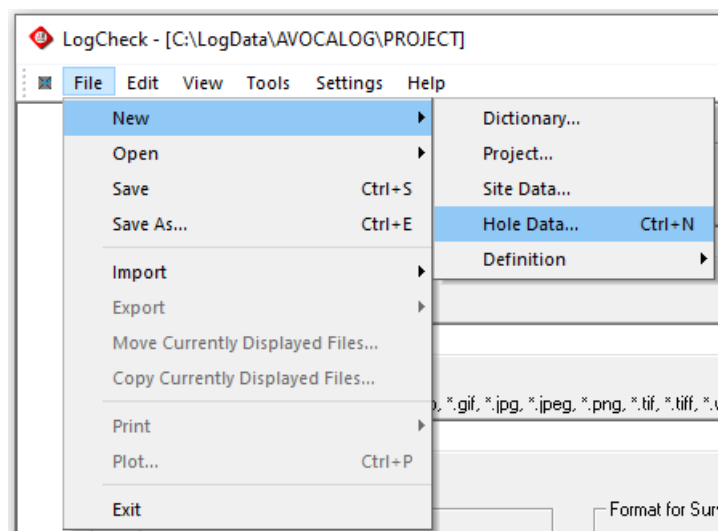 LogCheck - [C:\LogData\AVOCALOG\PROJECT]
File Edit View Tools Settings Help
New
Open
Save Ctrl+S
Save As... Ctrl+E
Import
Export
Move Currently Displayed Files...
Copy Currently Displayed Files...
Print
Plot... Ctrl+P
Exit
Dictionary...
Project...
Site Data...
Hole Data... Ctrl+N
Definition
*.gif, *.jpg, *.jpeg, *.png, *.tif, *.tiff,
Format for Sur